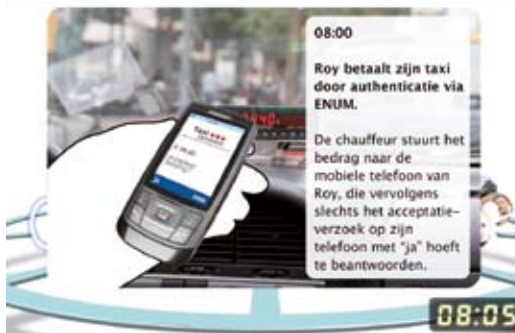 08:00
Roy betaalt zijn taxi
door authenticatie via
ENUM.
De chauffeur stuurt het
bedrag naar de
mobiele telefoon van
Roy, die vervolgens
slechts het acceptatie-
verzoek op zijn
telefoon met "ja" hoeft
te beantwoorden.
Taxi
08:05